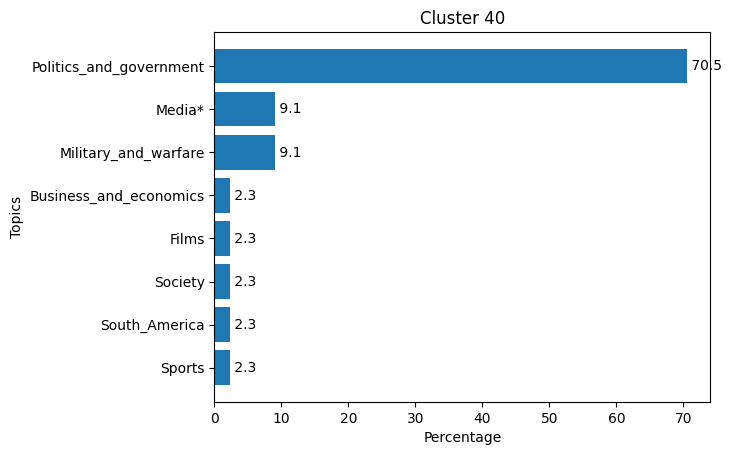 Cluster 40
Topics
Politics_and_government 70.5
Media* 9.1
Military_and_warfare 9.1
Business_and_economics 2.3
Films 2.3
Society 2.3
South_America 2.3
Sports 2.3
0 10 20 30 40 50 60 70
Percentage